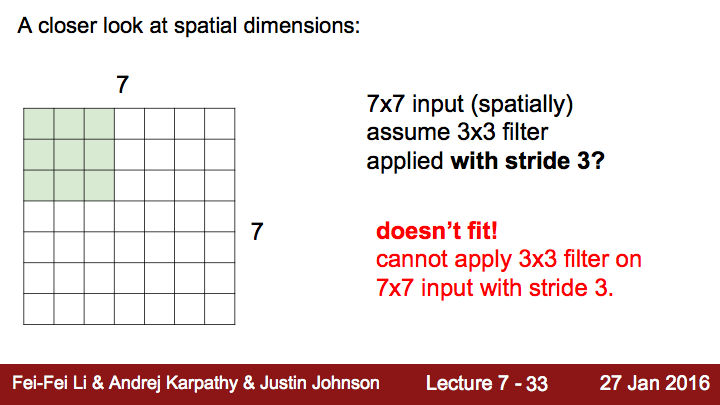 A closer look at spatial dimensions:
7
7x7 input (spatially)
assume 3x3 filter
applied with stride 3?
7
doesn’t fit!
cannot apply 3x3 filter on
7x7 input with stride 3.
Fei-Fei Li & Andrej Karpathy & Justin Johnson
Lecture 7 - 33
27 Jan 2016